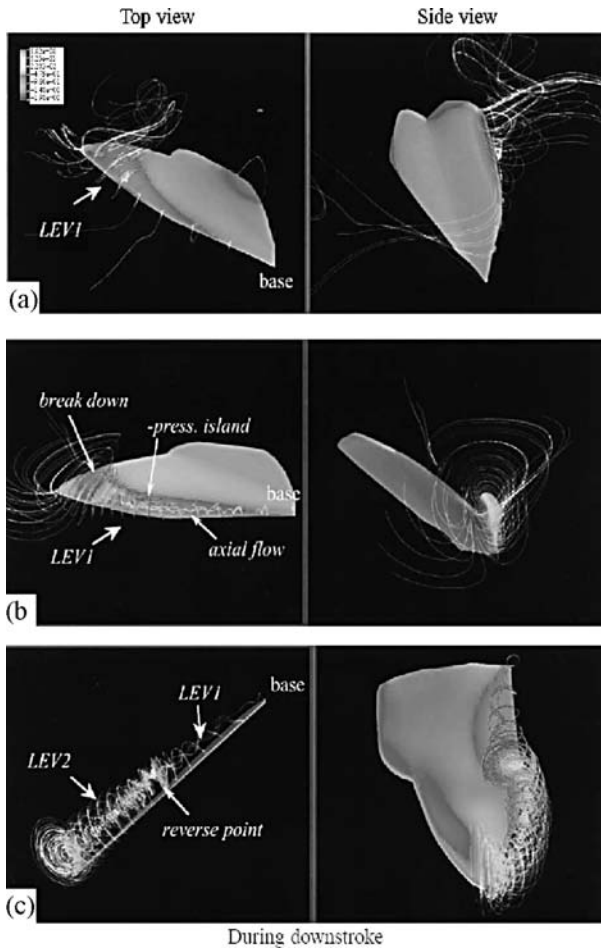 Top view
Side view
LEV1
base
(a)
break down
-press. island
base
LEV1
axial flow
(b)
LEV1
base
LEV2
reverse point
(c)
During downstroke